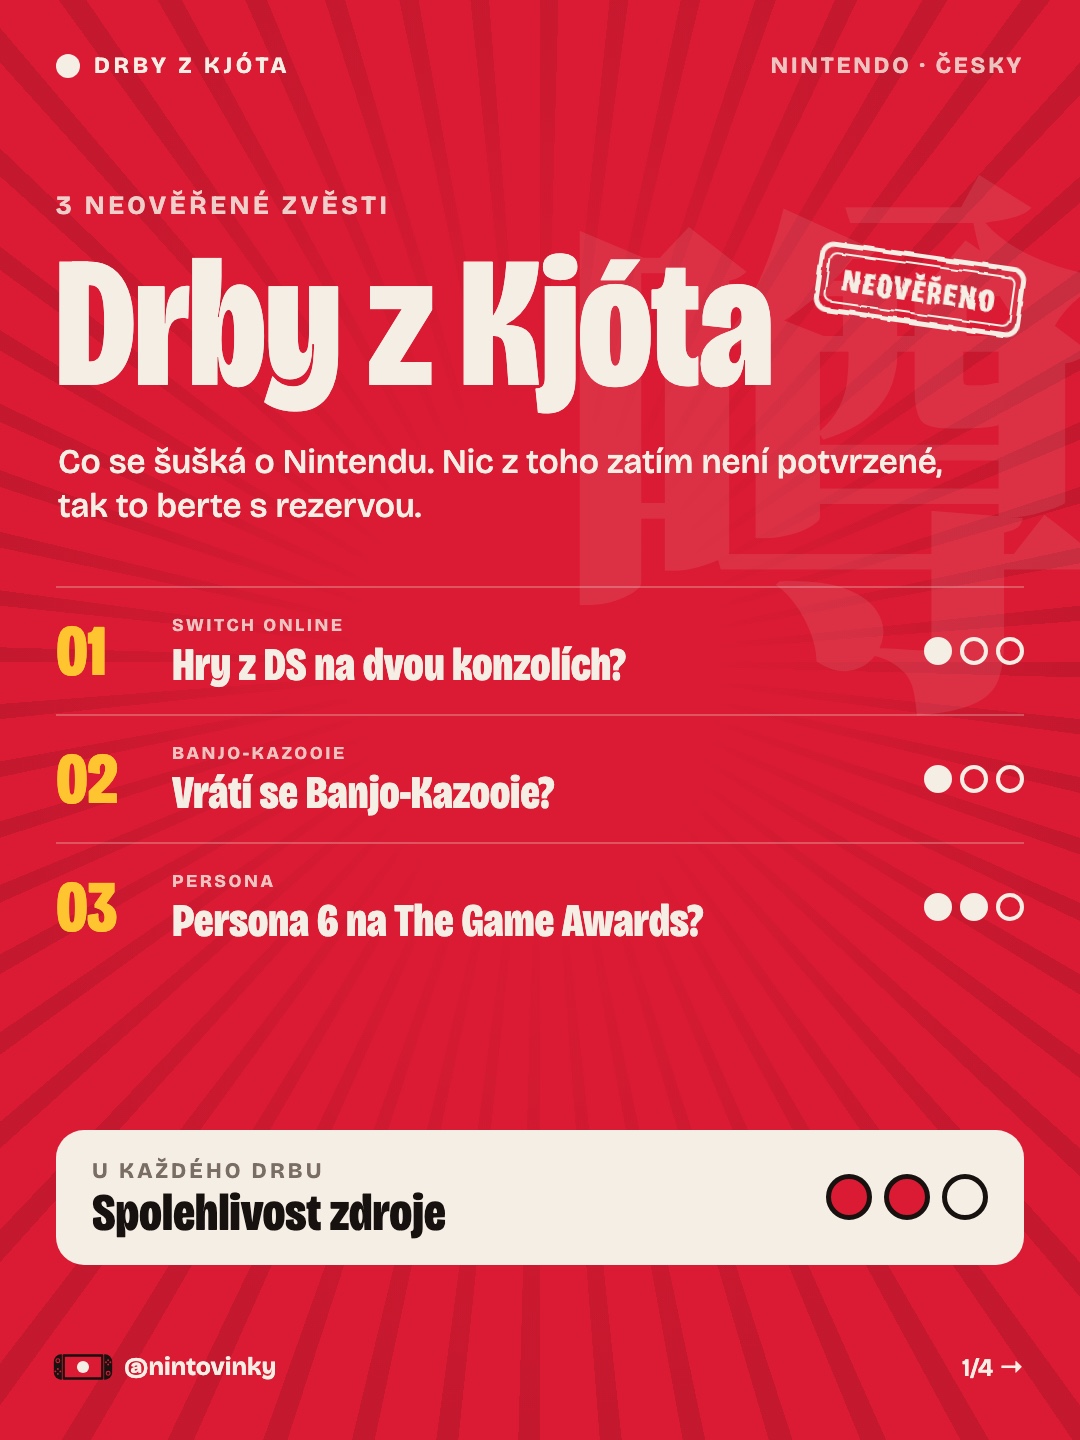 DRBY Z KJÓTA
NINTENDO · ČESKY
3 NEOVĚŘENÉ ZVĚSTI
噂
Drby z Kjóta
NEOVĚŘENO
Co se šušká o Nintendu. Nic z toho zatím není potvrzené,
tak to berte s rezervou.
01
SWITCH ONLINE
Hry z DS na dvou konzolích?
02
BANJO-KAZOOIE
Vrátí se Banjo-Kazooie?
03
PERSONA
Persona 6 na The Game Awards?
U KAŽDÉHO DRBU
Spolehlivost zdroje
@nintovinky
1/4 →